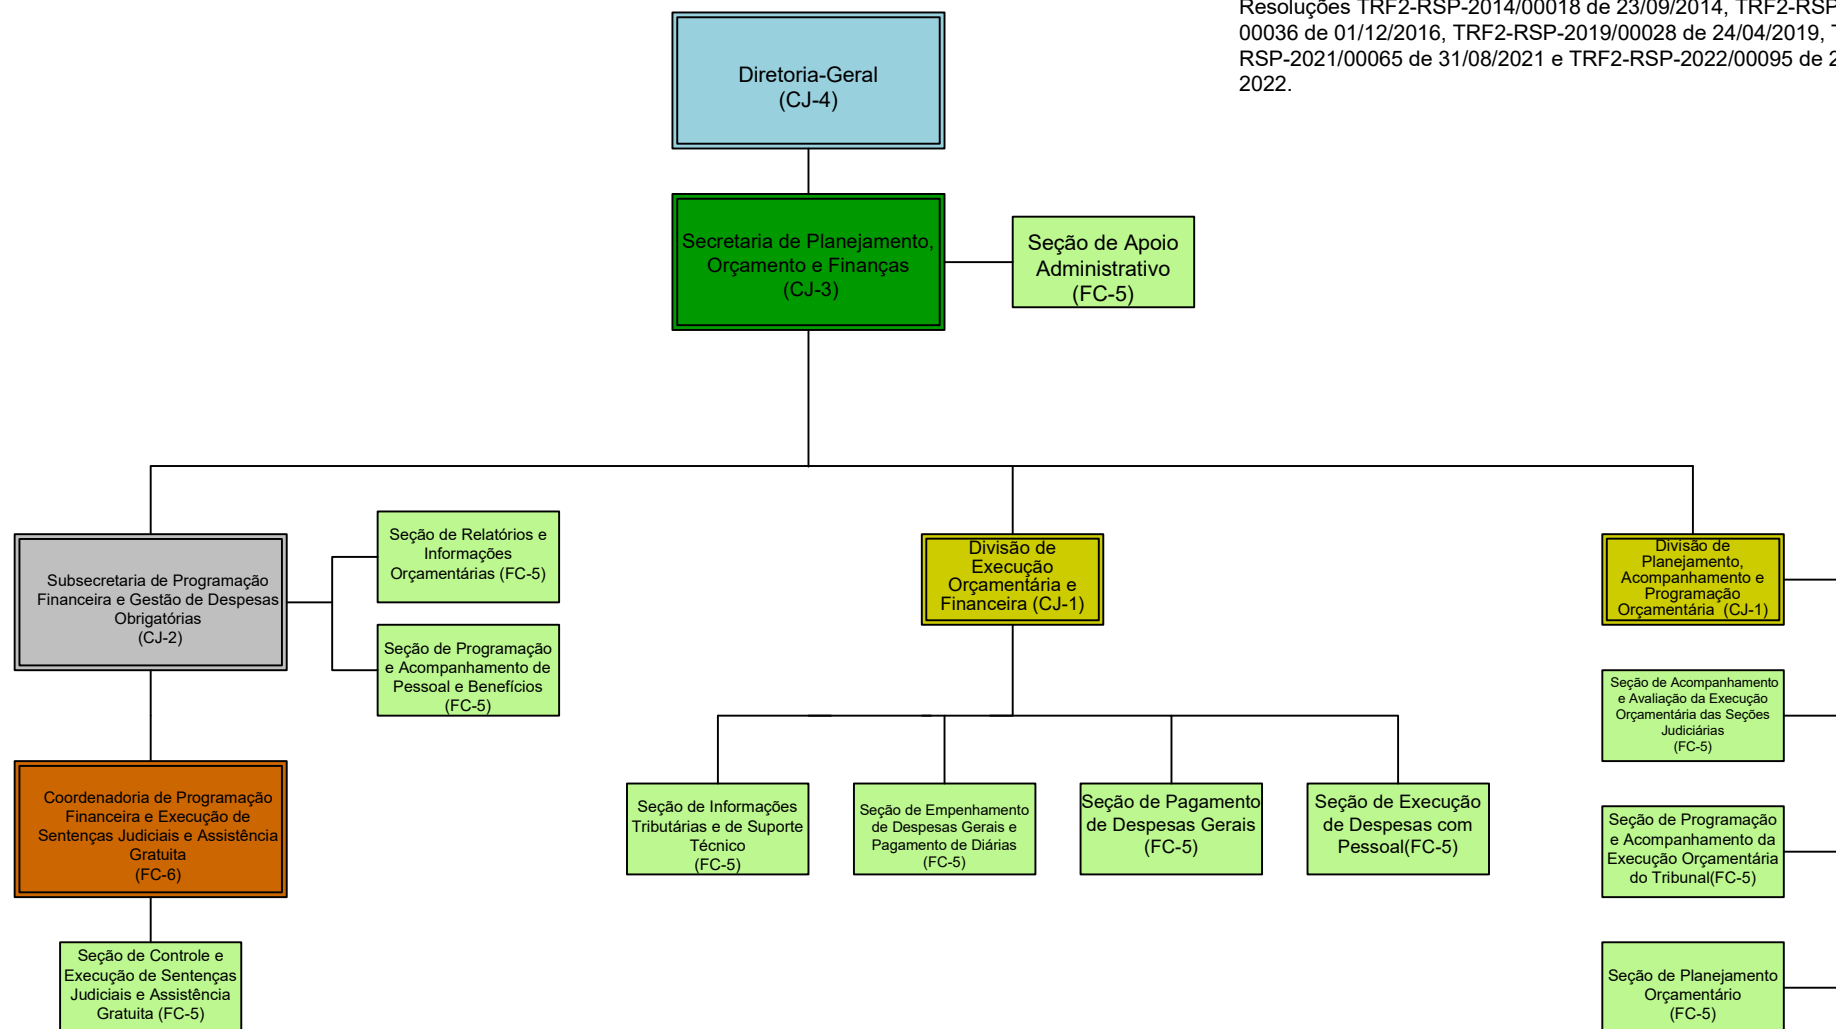 Resoluções TRF2-RSP-2014/00018 de 23/09/2014, TRF2-RSP
00036 de 01/12/2016, TRF2-RSP-2019/00028 de 24/04/2019,
RSP-2021/00065 de 31/08/2021 e TRF2-RSP-2022/00095 de 2
2022.
Diretoria-Geral
(CJ-4)
Secretaria de Planejamento,
Orçamento e Finanças
(CJ-3)
Seção de Apoio
Administrativo
(FC-5)
Subsecretaria de Programação
Financeira e Gestão de Despesas
Obrigatórias
(CJ-2)
Seção de Relatórios e
Informações
Orçamentárias (FC-5)
Seção de Programação
e Acompanhamento de
Pessoal e Benefícios
(FC-5)
Coordenadoria de Programação
Financeira e Execução de
Sentenças Judiciais e Assistência
Gratuita
(FC-6)
Seção de Controle e
Execução de Sentenças
Judiciais e Assistência
Gratuita (FC-5)
Divisão de
Execução
Orçamentária e
Financeira (CJ-1)
Seção de Informações
Tributárias e de Suporte
Técnico
(FC-5)
Seção de Empenhamento
de Despesas Gerais e
Pagamento de Diárias
(FC-5)
Seção de Pagamento
de Despesas Gerais
(FC-5)
Seção de Execução
de Despesas com
Pessoal(FC-5)
Divisão de
Planejamento,
Acompanhamento e
Programação
Orçamentária (CJ-1)
Seção de Acompanhamento
e Avaliação da Execução
Orçamentária das Seções
Judiciárias
(FC-5)
Seção de Programação
e Acompanhamento da
Execução Orçamentária
do Tribunal(FC-5)
Seção de Planejamento
Orçamentário
(FC-5)